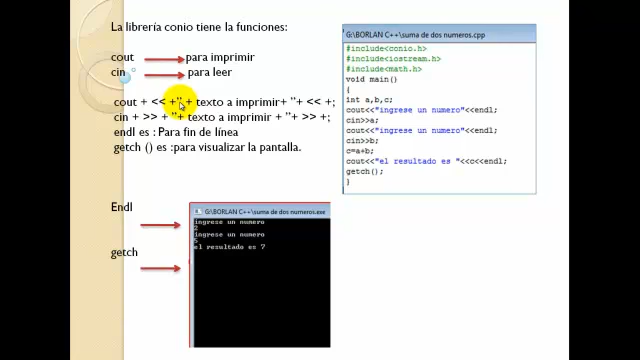 La librería conio tiene la funciones:
cout para imprimir
cin para leer
cout + << +"+ texto a imprimir+ "+ << +;
cin + >> + "+ texto a imprimir + "+ >> +;
endl es : Para fin de línea
getch () es :para visualizar la pantalla.
Endl
getch
G:\BORLAN C++\suma de dos numeros.cpp
#include<conio.h>
#include<iostream.h>
#include<math.h>
void main()
{
int a,b,c;
cout<<"ingrese un numero"<<endl;
cin>>a;
cout<<"ingrese un numero"<<endl;
cin>>b;
c=a+b;
cout<<"el resultado es "<<c<<endl;
getch();
}
G:\BORLAN C++\suma de dos numeros.exe
ingrese un numero
2
ingrese un numero
5
el resultado es 7